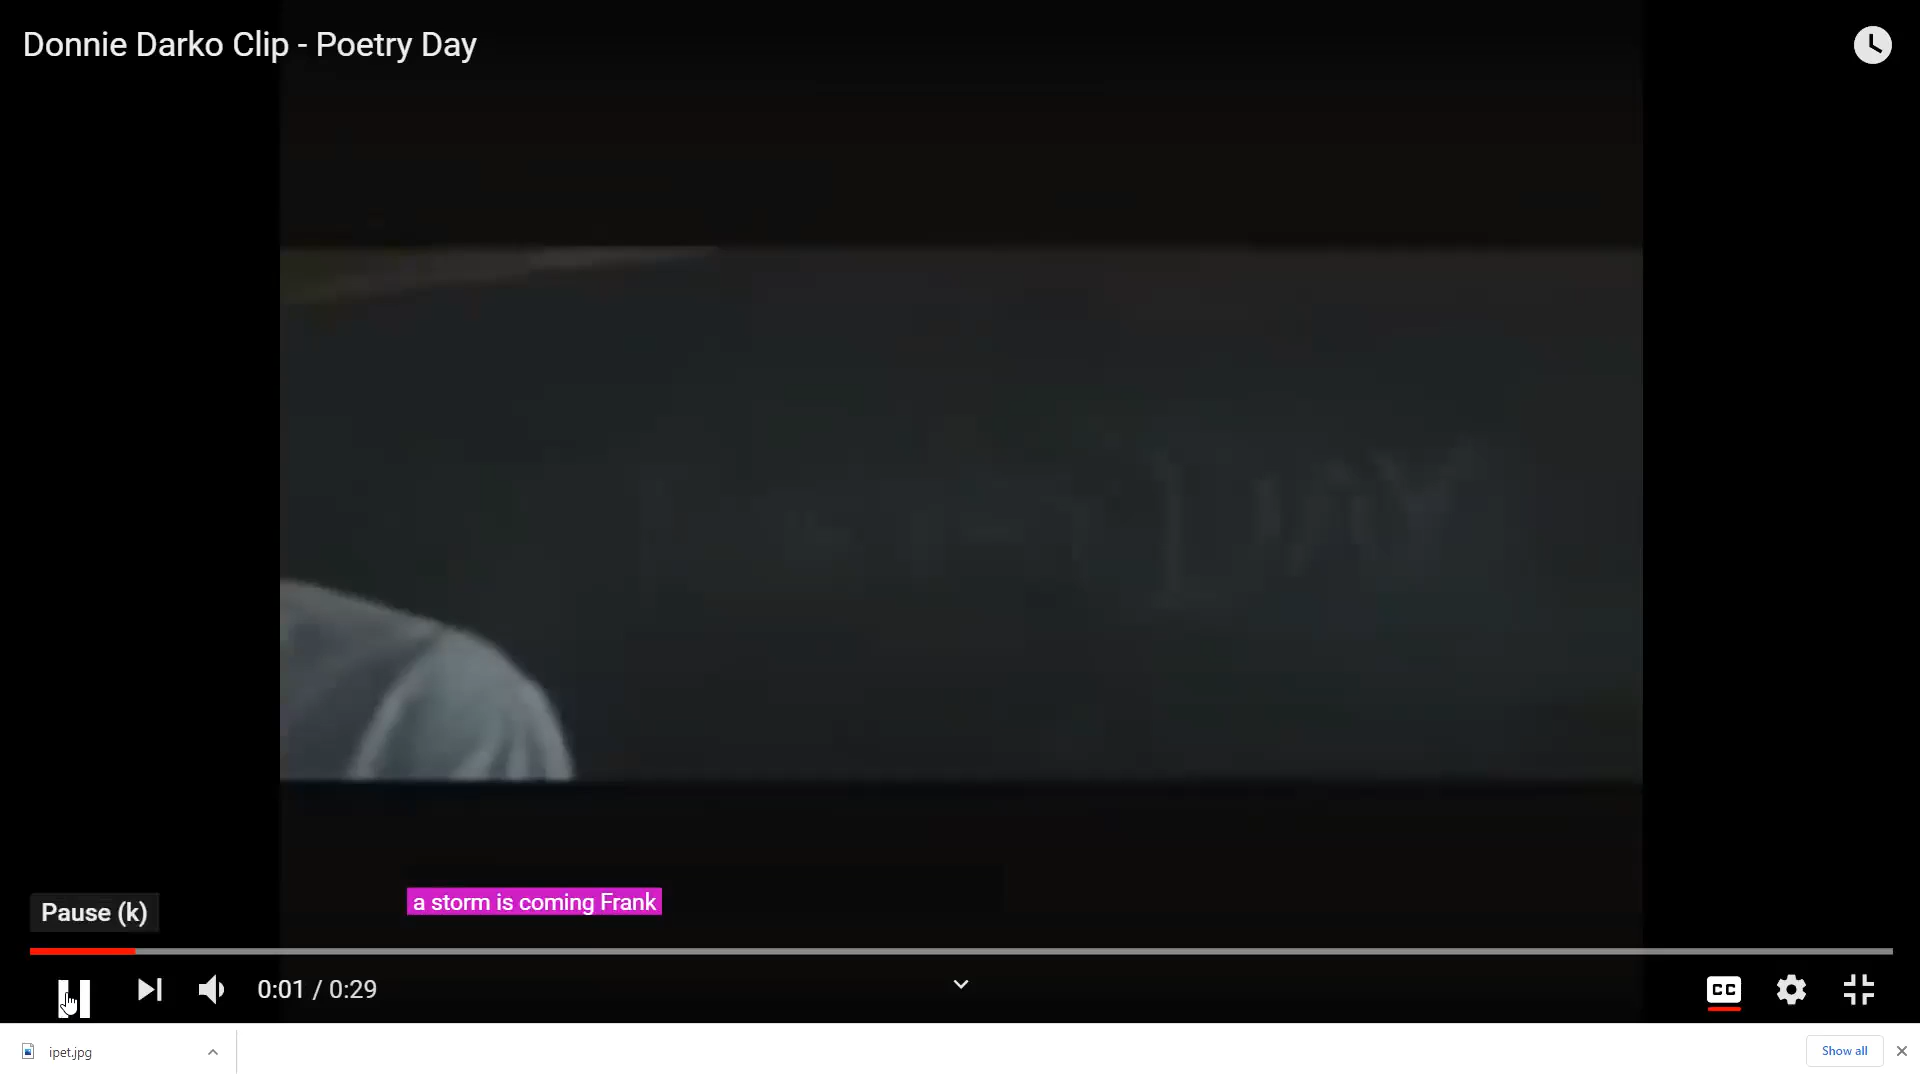 Donnie Darko Clip - Poetry Day
DAY
a storm is coming Frank
Pause (k)
0:01 / 0:29
CC
ipet.jpg
Show all